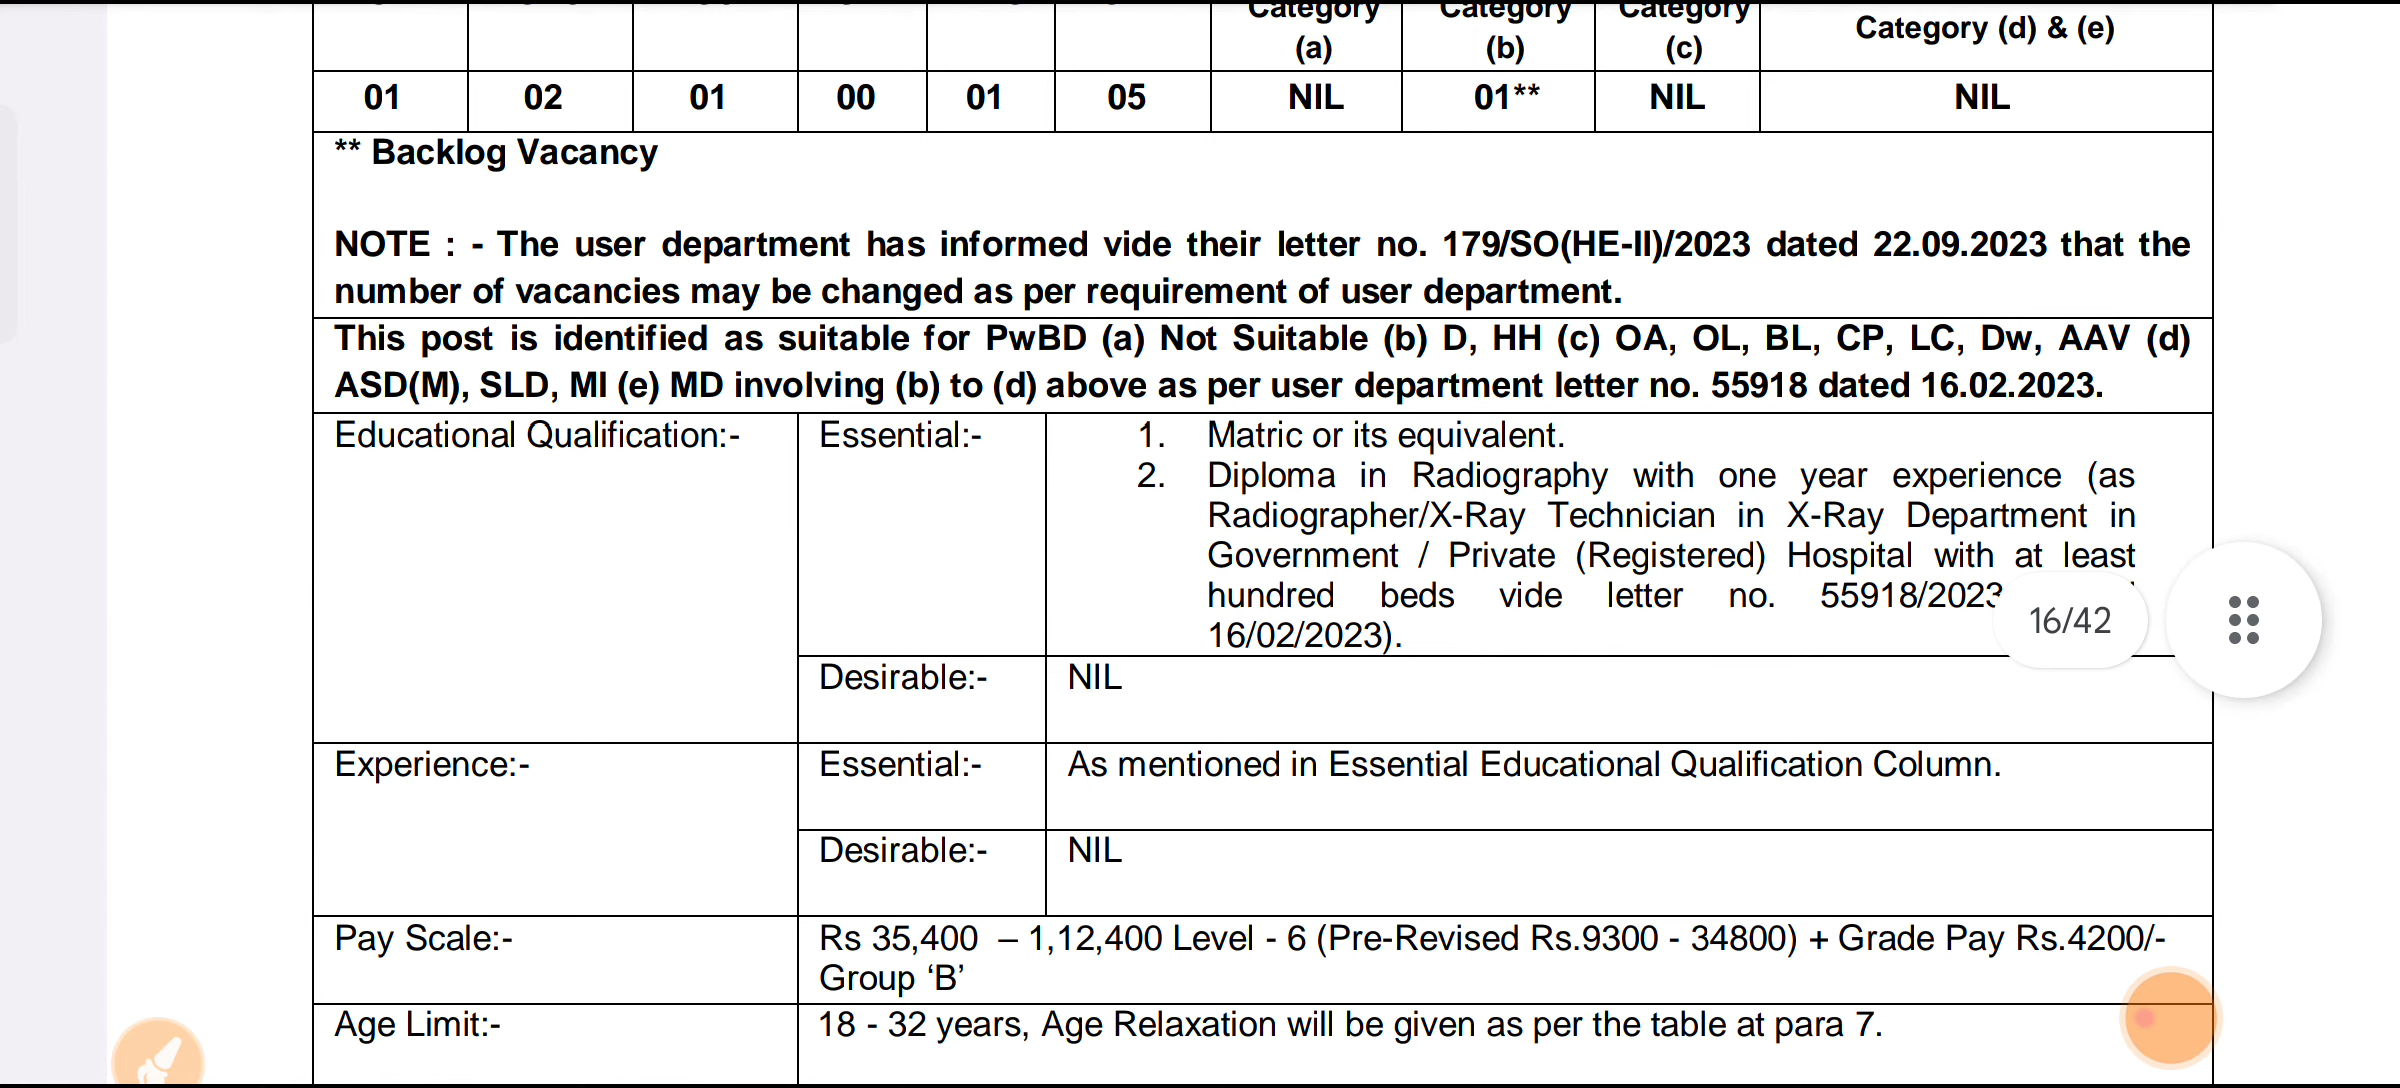 Category Category Category Category (d) & (e)
(a) (b) (c)
01 02 01 00 01 05 NIL 01** NIL NIL
** Backlog Vacancy
NOTE : - The user department has informed vide their letter no. 179/SO(HE-II)/2023 dated 22.09.2023 that the
number of vacancies may be changed as per requirement of user department.
This post is identified as suitable for PwBD (a) Not Suitable (b) D, HH (c) OA, OL, BL, CP, LC, Dw, AAV (d)
ASD(M), SLD, MI (e) MD involving (b) to (d) above as per user department letter no. 55918 dated 16.02.2023.
Educational Qualification:- Essential:- 1. Matric or its equivalent.
2. Diploma in Radiography with one year experience (as
Radiographer/X-Ray Technician in X-Ray Department in
Government / Private (Registered) Hospital with at least
hundred beds vide letter no. 55918/2023
16/42
16/02/2023).
Desirable:- NIL
Experience:- Essential:- As mentioned in Essential Educational Qualification Column.
Desirable:- NIL
Pay Scale:- Rs 35,400 – 1,12,400 Level - 6 (Pre-Revised Rs.9300 - 34800) + Grade Pay Rs.4200/-
Group ‘B’
Age Limit:- 18 - 32 years, Age Relaxation will be given as per the table at para 7.